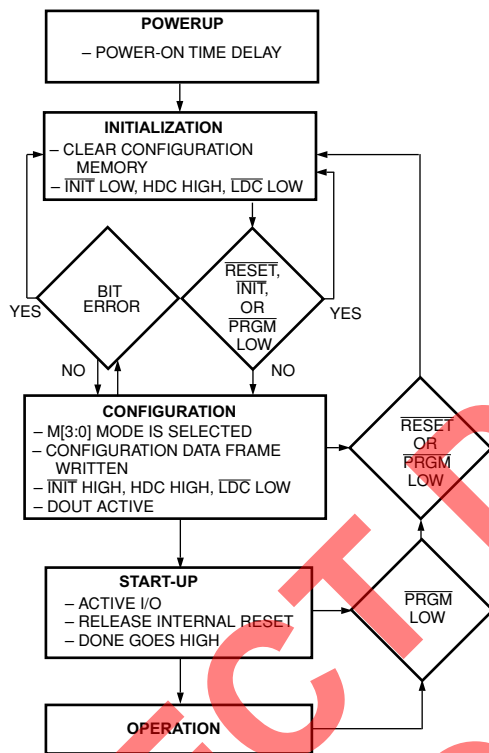 POWERUP
– POWER-ON TIME DELAY
INITIALIZATION
– CLEAR CONFIGURATION
MEMORY
– INIT LOW, HDC HIGH, LDC LOW
BIT
ERROR
YES
NO
RESET,
INIT,
OR
PRGM
LOW
YES
NO
CONFIGURATION
– M[3:0] MODE IS SELECTED
– CONFIGURATION DATA FRAME
WRITTEN
– INIT HIGH, HDC HIGH, LDC LOW
– DOUT ACTIVE
RESET
OR
PRGM
LOW
START-UP
– ACTIVE I/O
– RELEASE INTERNAL RESET
– DONE GOES HIGH
PRGM
LOW
OPERATION